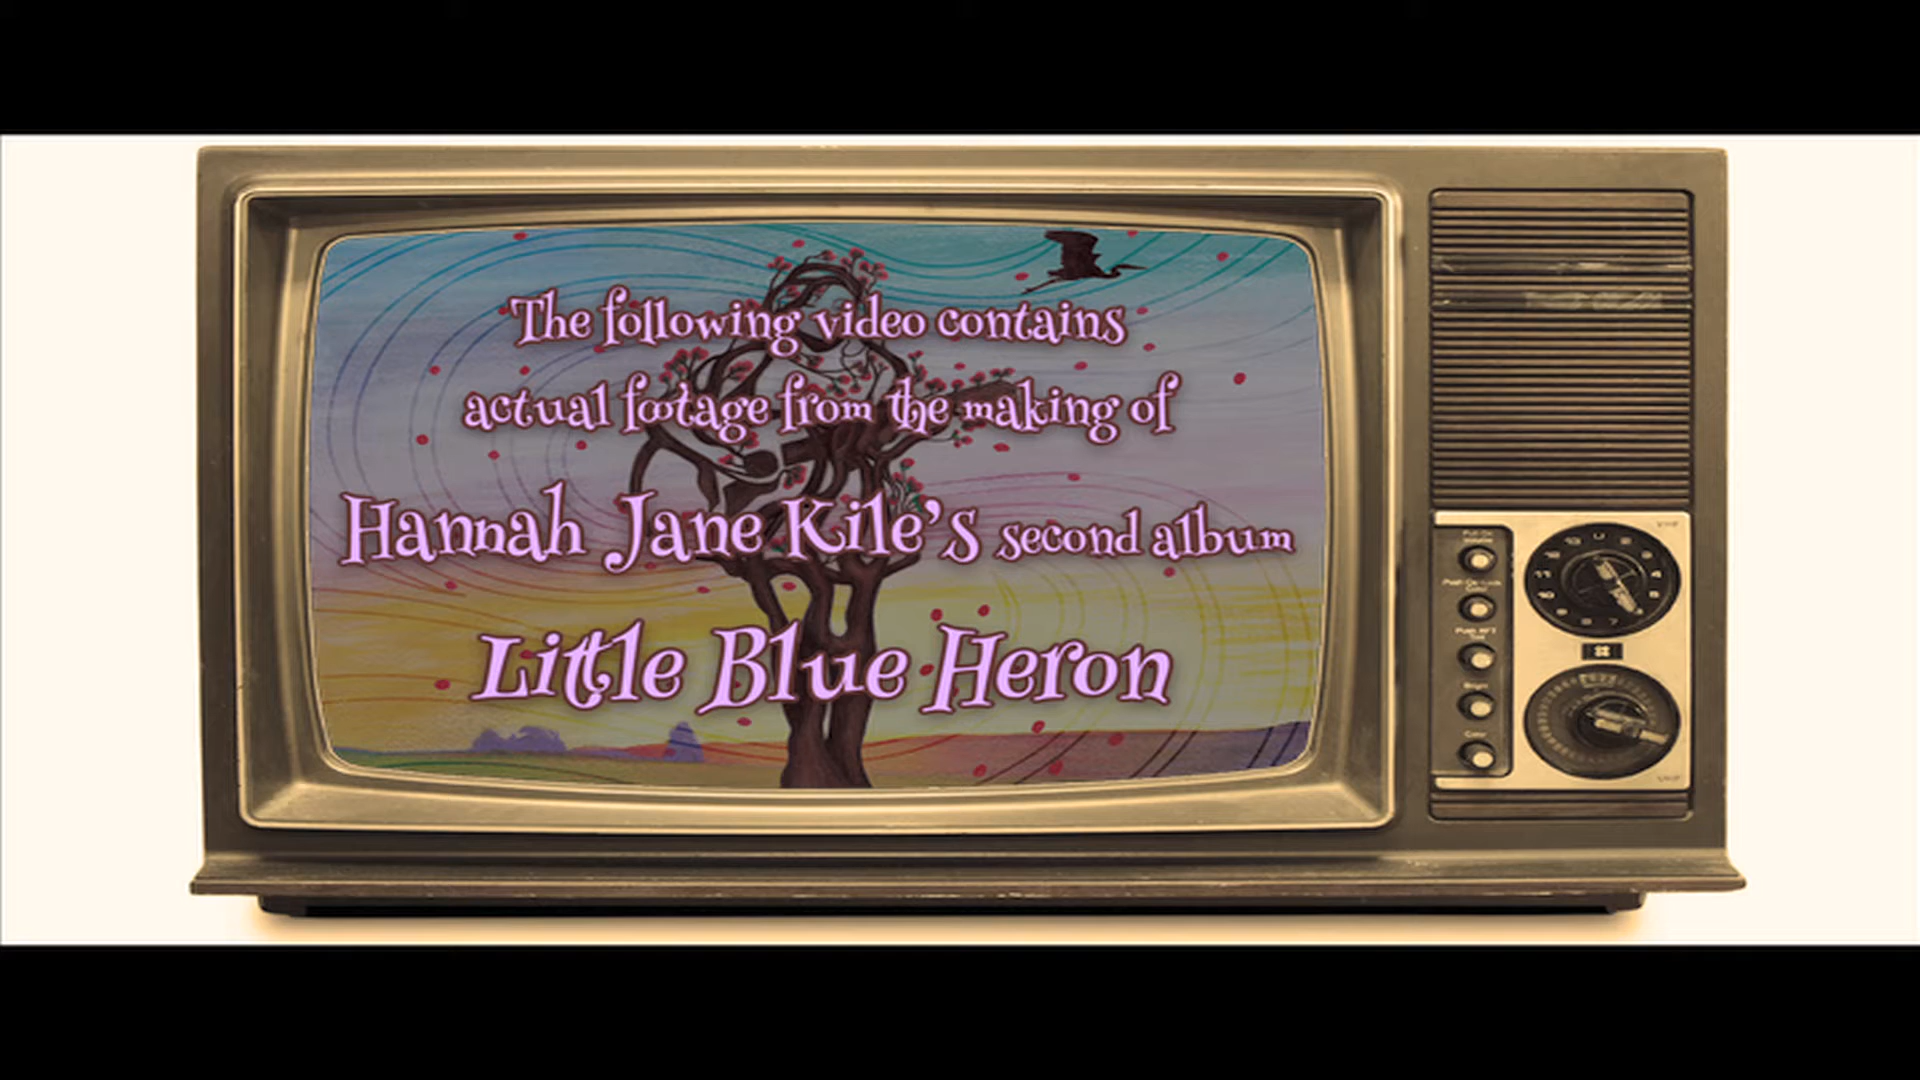 The following video contains
actual footage from the making of
Hannah Jane Kile's second album
Little Blue Heron